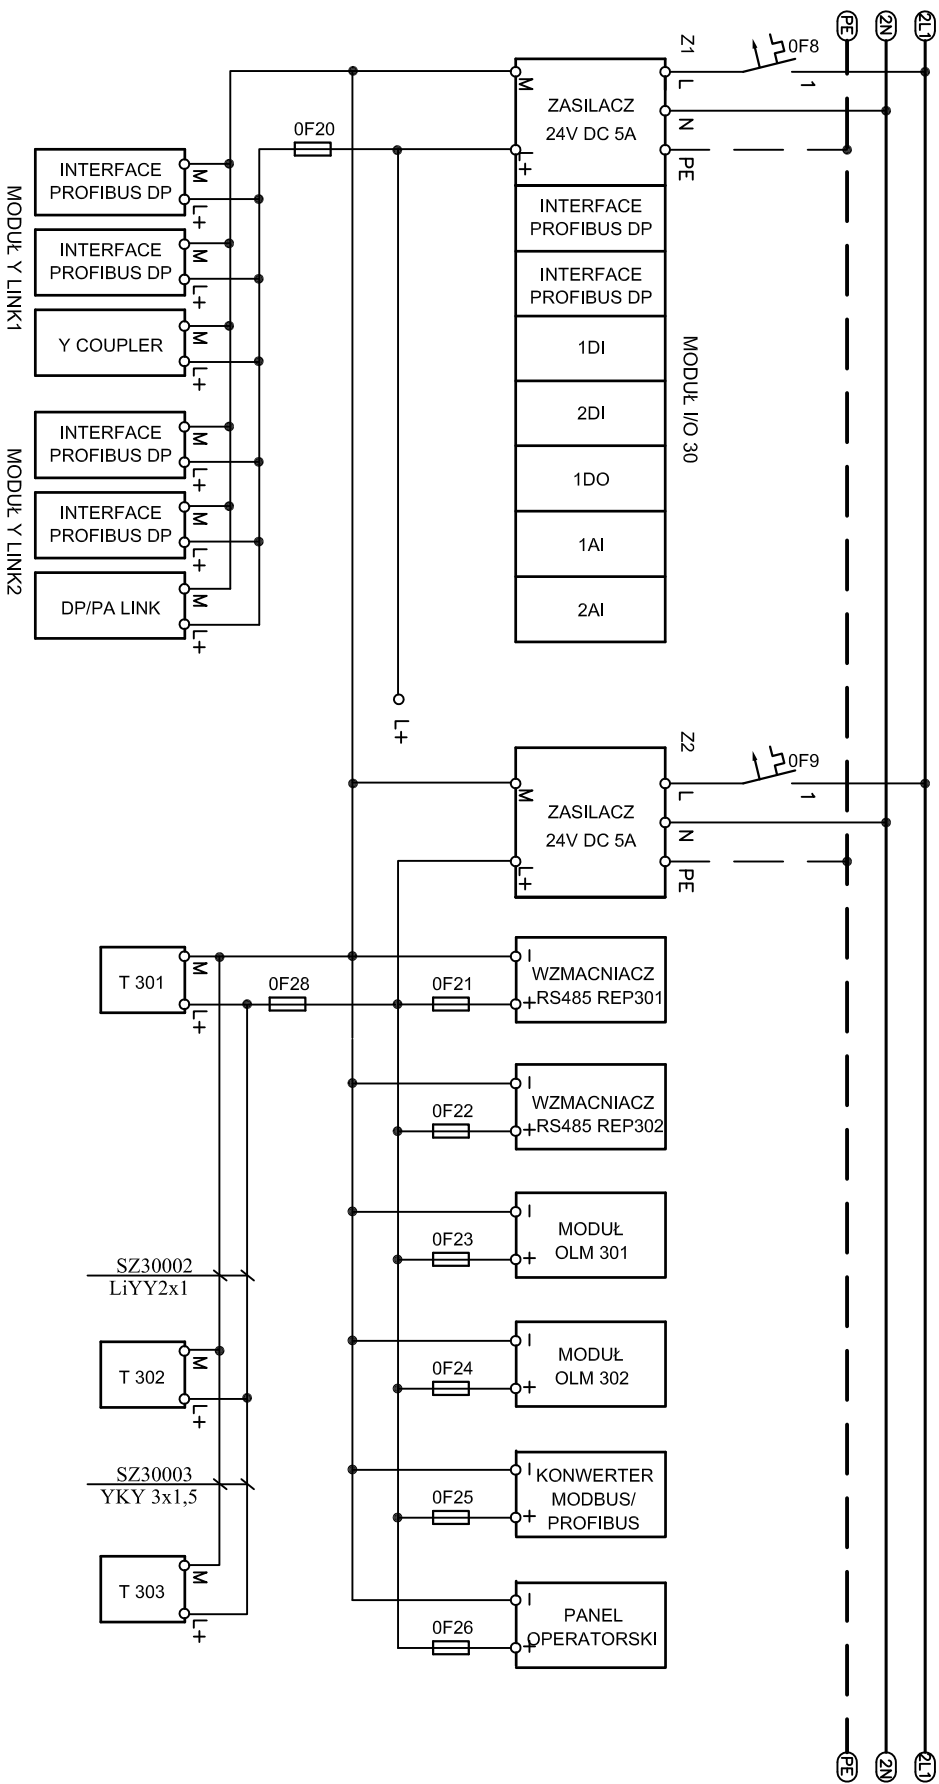 PE
2N
2L1
Z1
0F8
L
1
N
PE
ZASILACZ
24V DC 5A
M
L+
0F20
INTERFACE
PROFIBUS DP
INTERFACE
PROFIBUS DP
1DI
2DI
1DO
1AI
2AI
MODUŁ I/O 30
INTERFACE
PROFIBUS DP
M
L+
INTERFACE
PROFIBUS DP
M
L+
Y COUPLER
M
L+
MODUŁ Y LINK1
INTERFACE
PROFIBUS DP
M
L+
INTERFACE
PROFIBUS DP
M
L+
DP/PA LINK
M
L+
MODUŁ Y LINK2
L+
Z2
0F9
L
1
N
PE
ZASILACZ
24V DC 5A
M
L+
T 301
M
L+
0F28
0F21
-
+
WZMACNIACZ
RS485 REP301
0F22
-
+
WZMACNIACZ
RS485 REP302
0F23
-
+
MODUŁ
OLM 301
SZ30002
LiYY2x1
T 302
M
L+
0F24
-
+
MODUŁ
OLM 302
SZ30003
YKY 3x1,5
0F25
-
+
KONWERTER
MODBUS/
PROFIBUS
T 303
M
L+
0F26
-
+
PANEL
OPERATORSKI
PE
2N
2L1